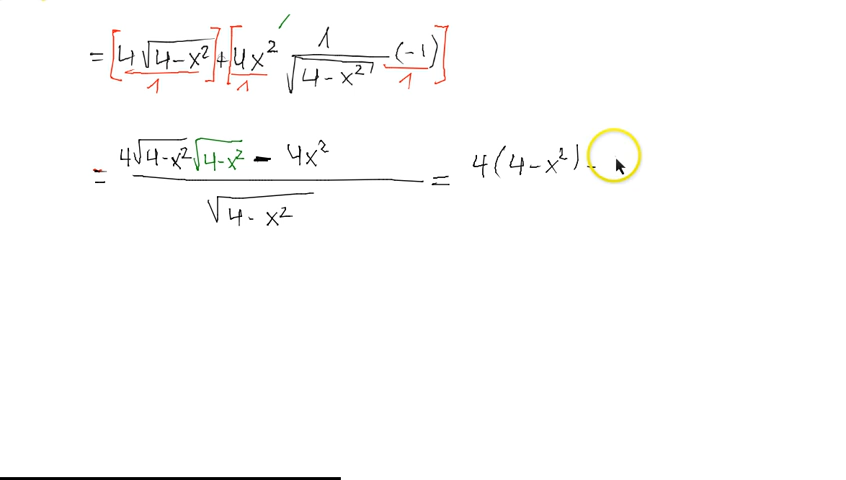 = [4√(4-x²)/1] + [4x²/1 1/√(4-x²) (-1)/1]
= (4√(4-x²) √(4-x²) - 4x²)/√(4-x²) = 4(4-x²) -